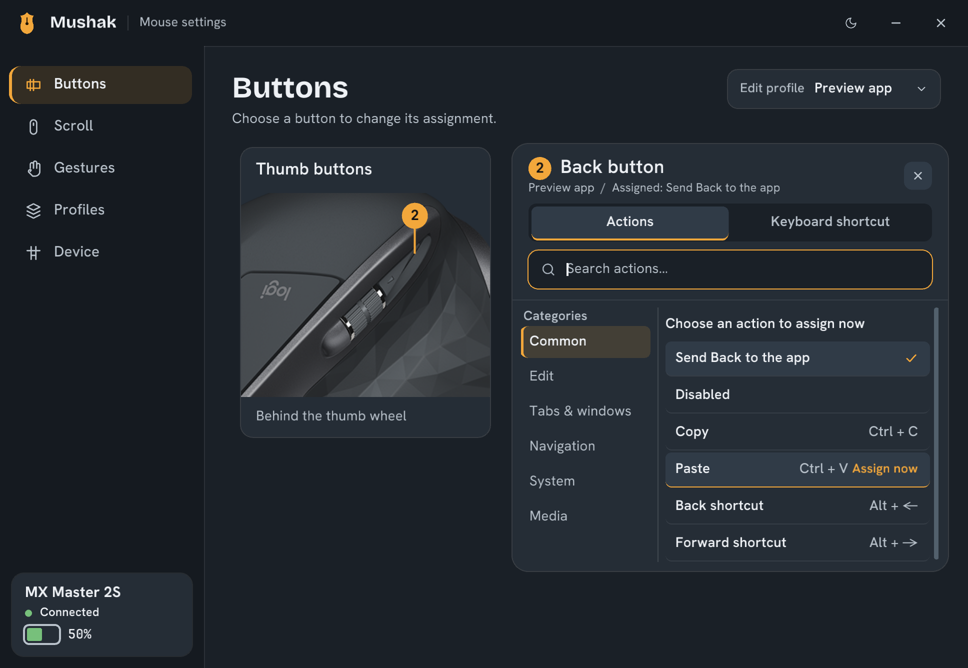 Mushak
Mouse settings
Buttons
Scroll
Gestures
Profiles
Device
MX Master 2S
Connected
50%
Buttons
Choose a button to change its assignment.
Edit profile Preview app
Thumb buttons
2
logi
Behind the thumb wheel
2 Back button
Preview app / Assigned: Send Back to the app
Actions
Keyboard shortcut
Search actions...
Categories
Common
Edit
Tabs & windows
Navigation
System
Media
Choose an action to assign now
Send Back to the app
Disabled
Copy Ctrl + C
Paste Ctrl + V Assign now
Back shortcut Alt + ←
Forward shortcut Alt + →